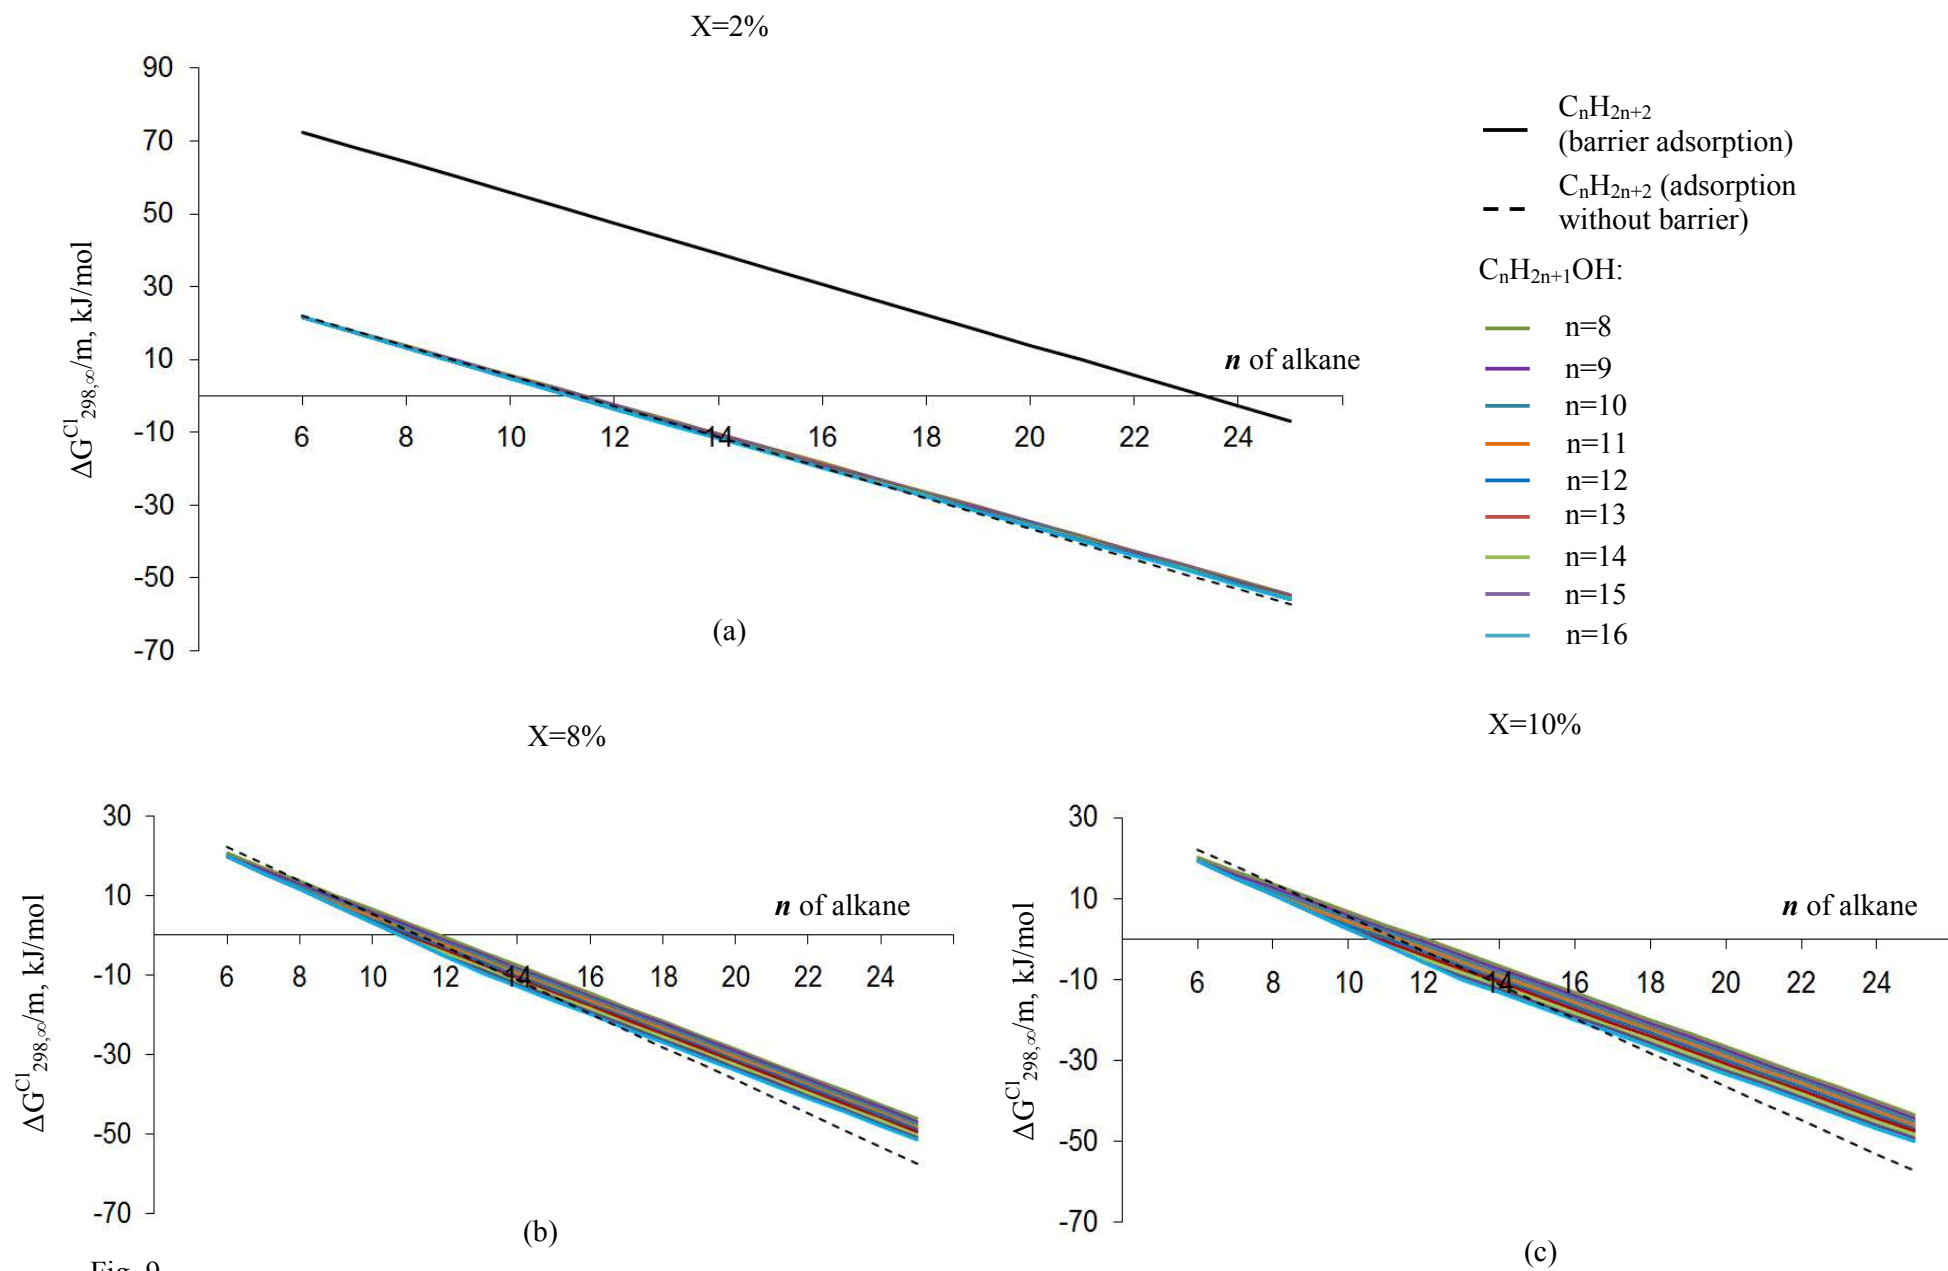 X=2%
90
70
50
30
10
-10
-30
-50
-70
ΔG^Cl_298,∞/m, kJ/mol
6 8 10 12 14 16 18 20 22 24
n of alkane
(a)
CnH2n+2
(barrier adsorption)
CnH2n+2 (adsorption
without barrier)
CnH2n+1OH:
n=8
n=9
n=10
n=11
n=12
n=13
n=14
n=15
n=16
X=8%
30
10
-10
-30
-50
-70
ΔG^Cl_298,∞/m, kJ/mol
6 8 10 12 14 16 18 20 22 24
n of alkane
(b)
X=10%
30
10
-10
-30
-50
-70
ΔG^Cl_298,∞/m, kJ/mol
6 8 10 12 14 16 18 20 22 24
n of alkane
(c)
Fig. 9